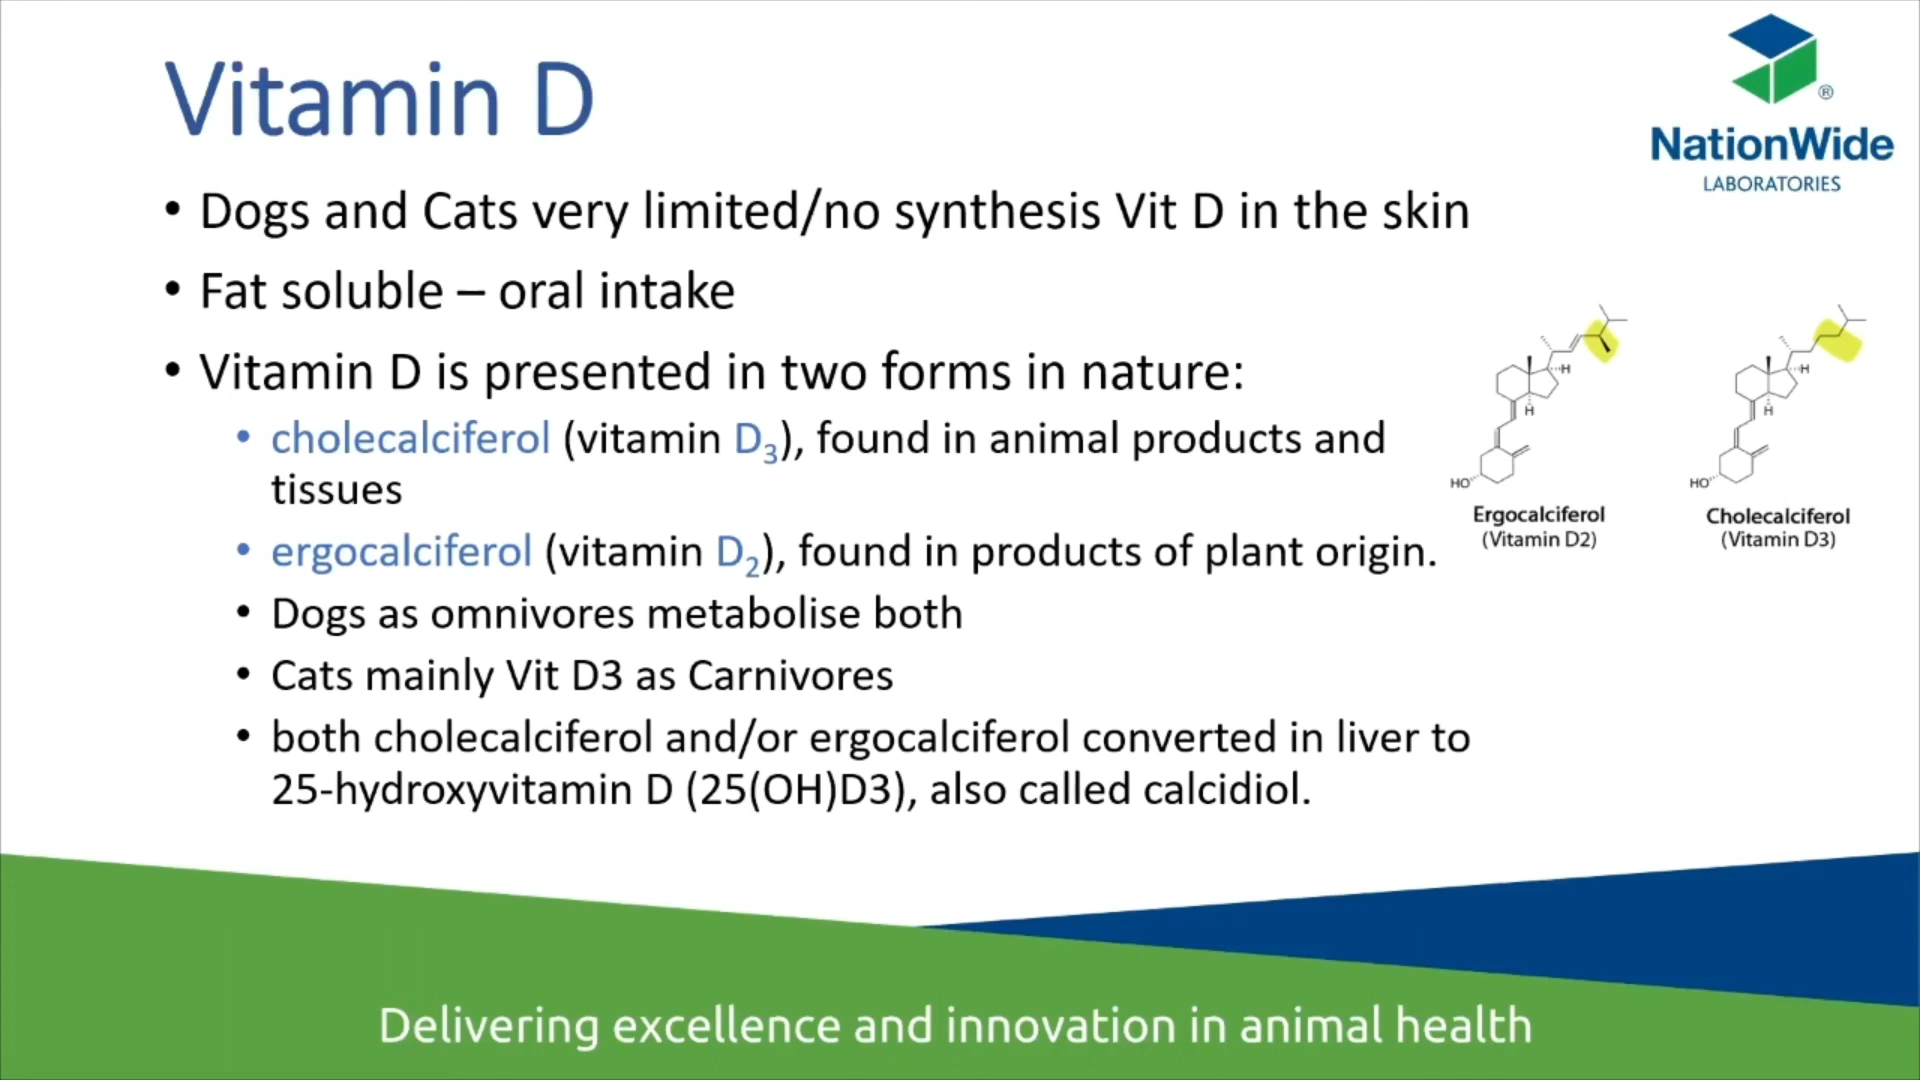 Vitamin D
®
NationWide
LABORATORIES
• Dogs and Cats very limited/no synthesis Vit D in the skin
• Fat soluble – oral intake
• Vitamin D is presented in two forms in nature:
• cholecalciferol (vitamin D₃), found in animal products and
tissues
• ergocalciferol (vitamin D₂), found in products of plant origin.
• Dogs as omnivores metabolise both
• Cats mainly Vit D3 as Carnivores
• both cholecalciferol and/or ergocalciferol converted in liver to
25-hydroxyvitamin D (25(OH)D3), also called calcidiol.
H
H
HO
Ergocalciferol
(Vitamin D2)
H
H
HO
Cholecalciferol
(Vitamin D3)
Delivering excellence and innovation in animal health